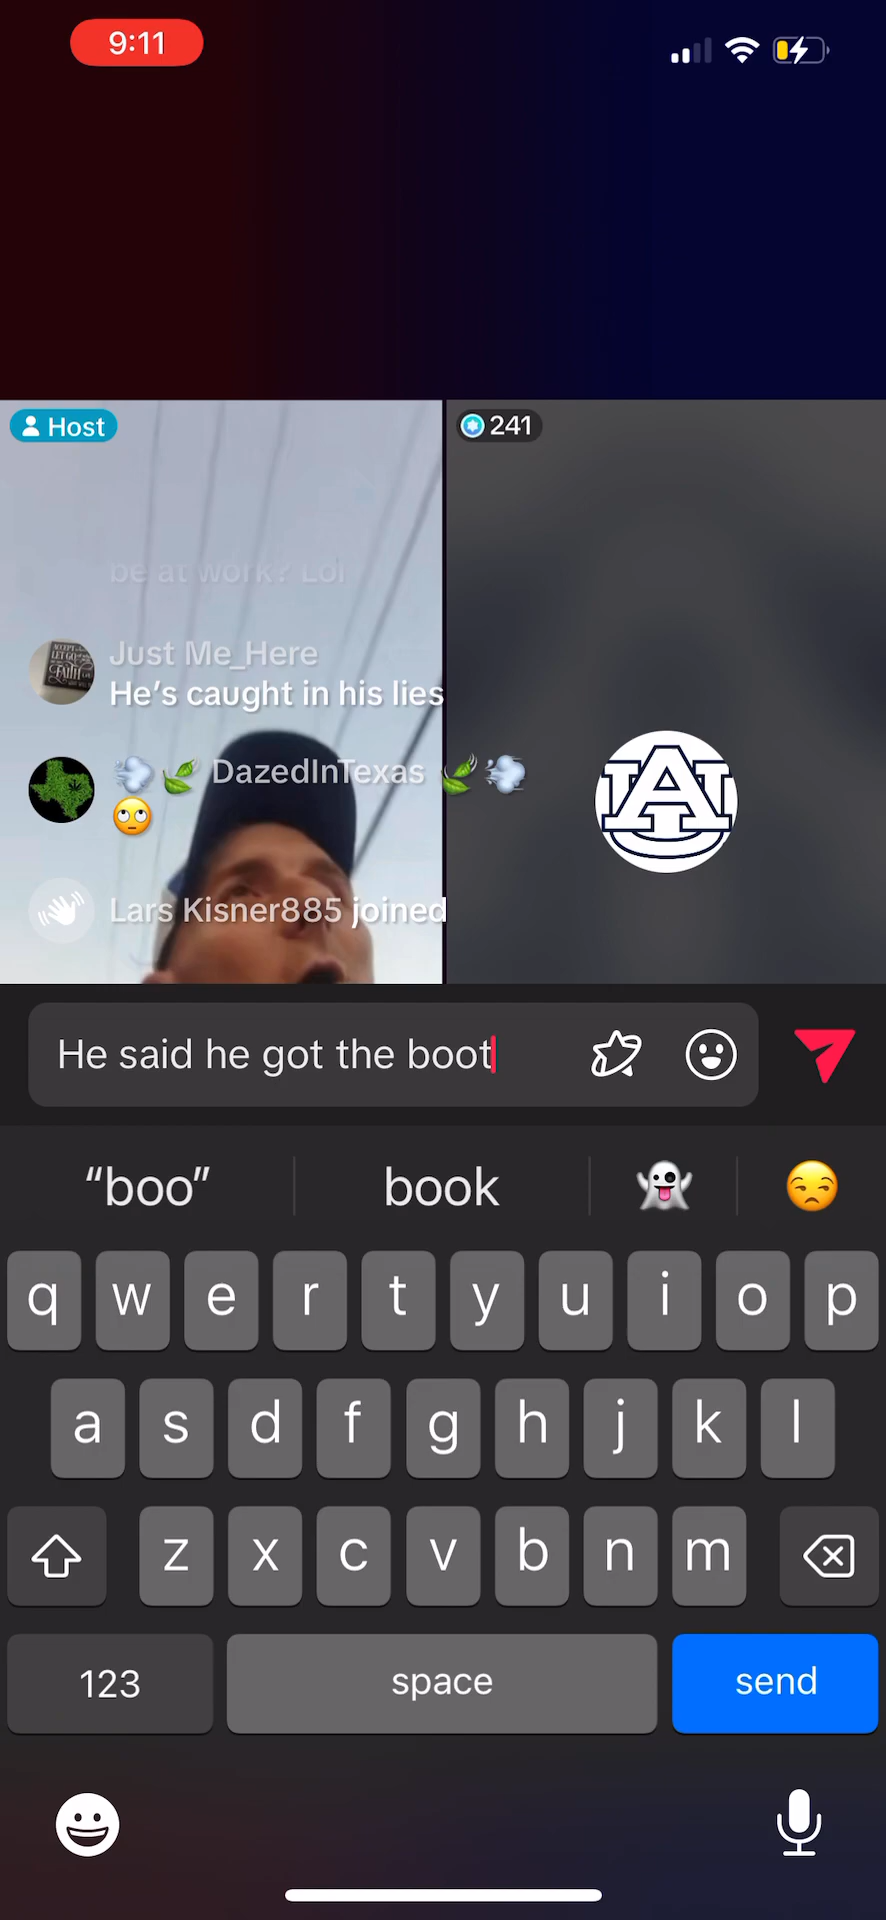 9:11
Host
241
be at work? Lol
Just Me_Here
He's caught in his lies
💨🍃 DazedInTexas 🍃💨
🙄
Lars Kisner885 joined
He said he got the boot
“boo” book 👻 😒
q w e r t y u i o p
a s d f g h j k l
z x c v b n m
123 space send